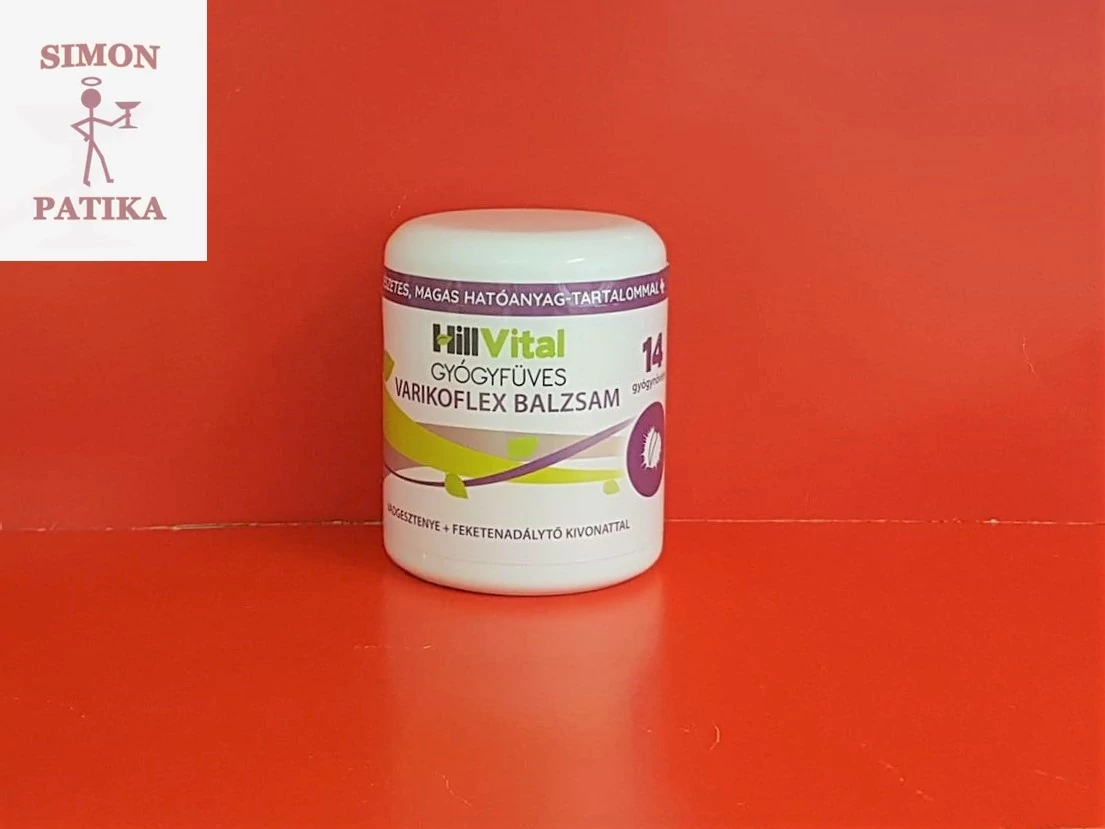 SIMON
PATIKA
MAGAS HATÓANYAG-TARTALOMMAL
HillVital
14
GYÓGYFÜVES
VARIKOFLEX BALZSAM
+ FEKETENADÁLYTŐ KIVONATTAL